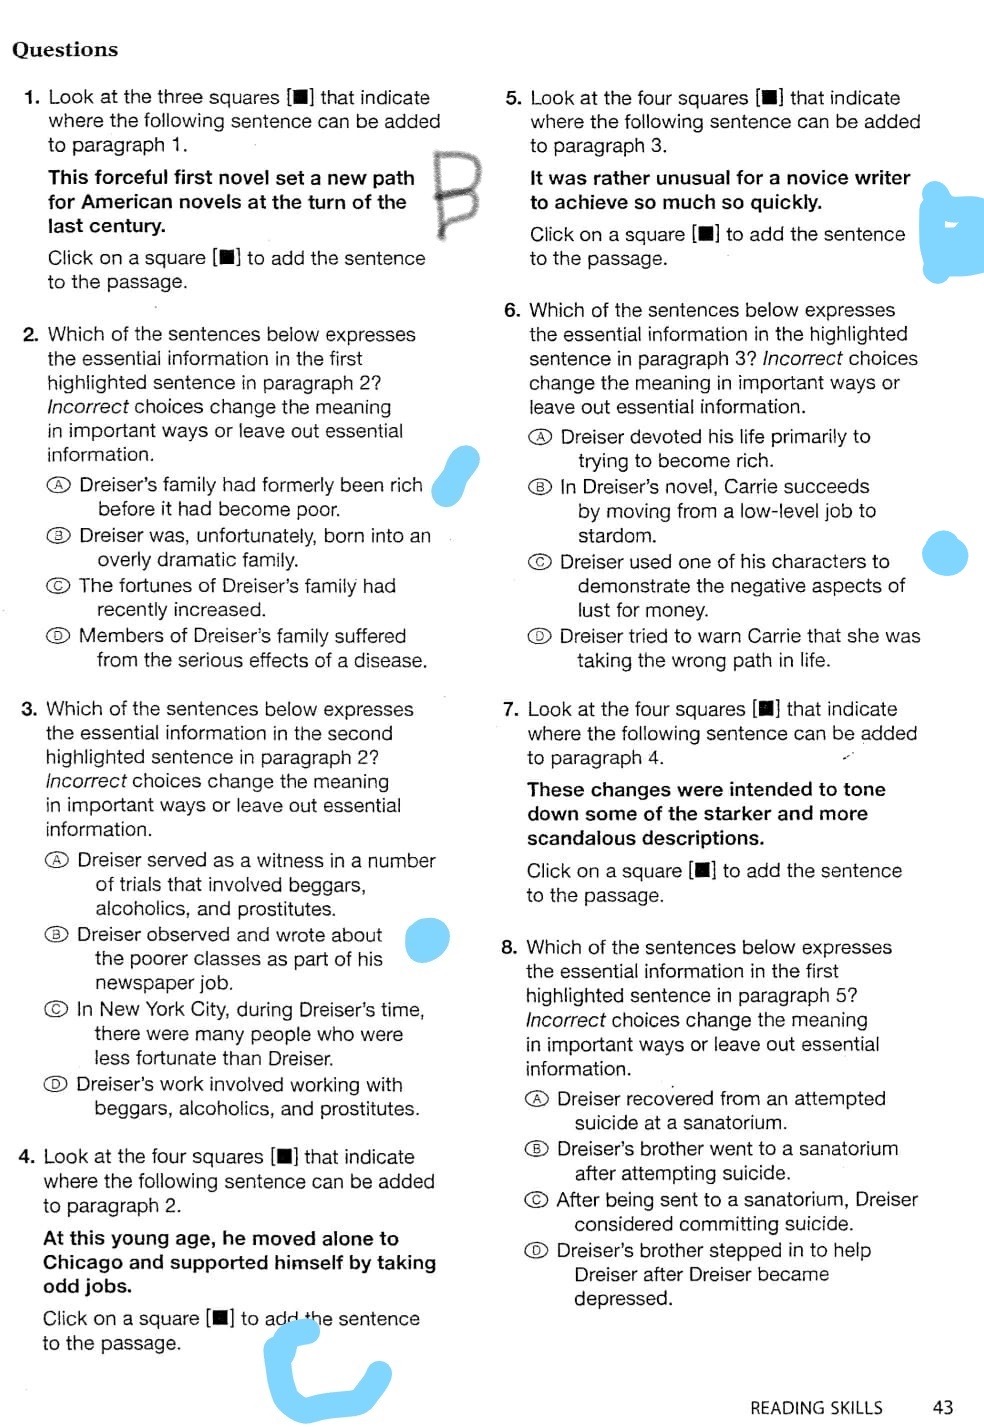 Questions
1. Look at the three squares [■] that indicate
where the following sentence can be added
to paragraph 1.
This forceful first novel set a new path
for American novels at the turn of the
last century.
Click on a square [■] to add the sentence
to the passage.
B
2. Which of the sentences below expresses
the essential information in the first
highlighted sentence in paragraph 2?
Incorrect choices change the meaning
in important ways or leave out essential
information.
Ⓐ Dreiser's family had formerly been rich
before it had become poor.
Ⓑ Dreiser was, unfortunately, born into an
overly dramatic family.
Ⓒ The fortunes of Dreiser's family had
recently increased.
Ⓓ Members of Dreiser's family suffered
from the serious effects of a disease.
3. Which of the sentences below expresses
the essential information in the second
highlighted sentence in paragraph 2?
Incorrect choices change the meaning
in important ways or leave out essential
information.
Ⓐ Dreiser served as a witness in a number
of trials that involved beggars,
alcoholics, and prostitutes.
Ⓑ Dreiser observed and wrote about
the poorer classes as part of his
newspaper job.
Ⓒ In New York City, during Dreiser's time,
there were many people who were
less fortunate than Dreiser.
Ⓓ Dreiser's work involved working with
beggars, alcoholics, and prostitutes.
4. Look at the four squares [■] that indicate
where the following sentence can be added
to paragraph 2.
At this young age, he moved alone to
Chicago and supported himself by taking
odd jobs.
Click on a square [■] to add the sentence
to the passage.
C
5. Look at the four squares [■] that indicate
where the following sentence can be added
to paragraph 3.
It was rather unusual for a novice writer
to achieve so much so quickly.
Click on a square [■] to add the sentence
to the passage.
6. Which of the sentences below expresses
the essential information in the highlighted
sentence in paragraph 3? Incorrect choices
change the meaning in important ways or
leave out essential information.
Ⓐ Dreiser devoted his life primarily to
trying to become rich.
Ⓑ In Dreiser's novel, Carrie succeeds
by moving from a low-level job to
stardom.
Ⓒ Dreiser used one of his characters to
demonstrate the negative aspects of
lust for money.
Ⓓ Dreiser tried to warn Carrie that she was
taking the wrong path in life.
7. Look at the four squares [■] that indicate
where the following sentence can be added
to paragraph 4.
These changes were intended to tone
down some of the starker and more
scandalous descriptions.
Click on a square [■] to add the sentence
to the passage.
8. Which of the sentences below expresses
the essential information in the first
highlighted sentence in paragraph 5?
Incorrect choices change the meaning
in important ways or leave out essential
information.
Ⓐ Dreiser recovered from an attempted
suicide at a sanatorium.
Ⓑ Dreiser's brother went to a sanatorium
after attempting suicide.
Ⓒ After being sent to a sanatorium, Dreiser
considered committing suicide.
Ⓓ Dreiser's brother stepped in to help
Dreiser after Dreiser became
depressed.
READING SKILLS 43